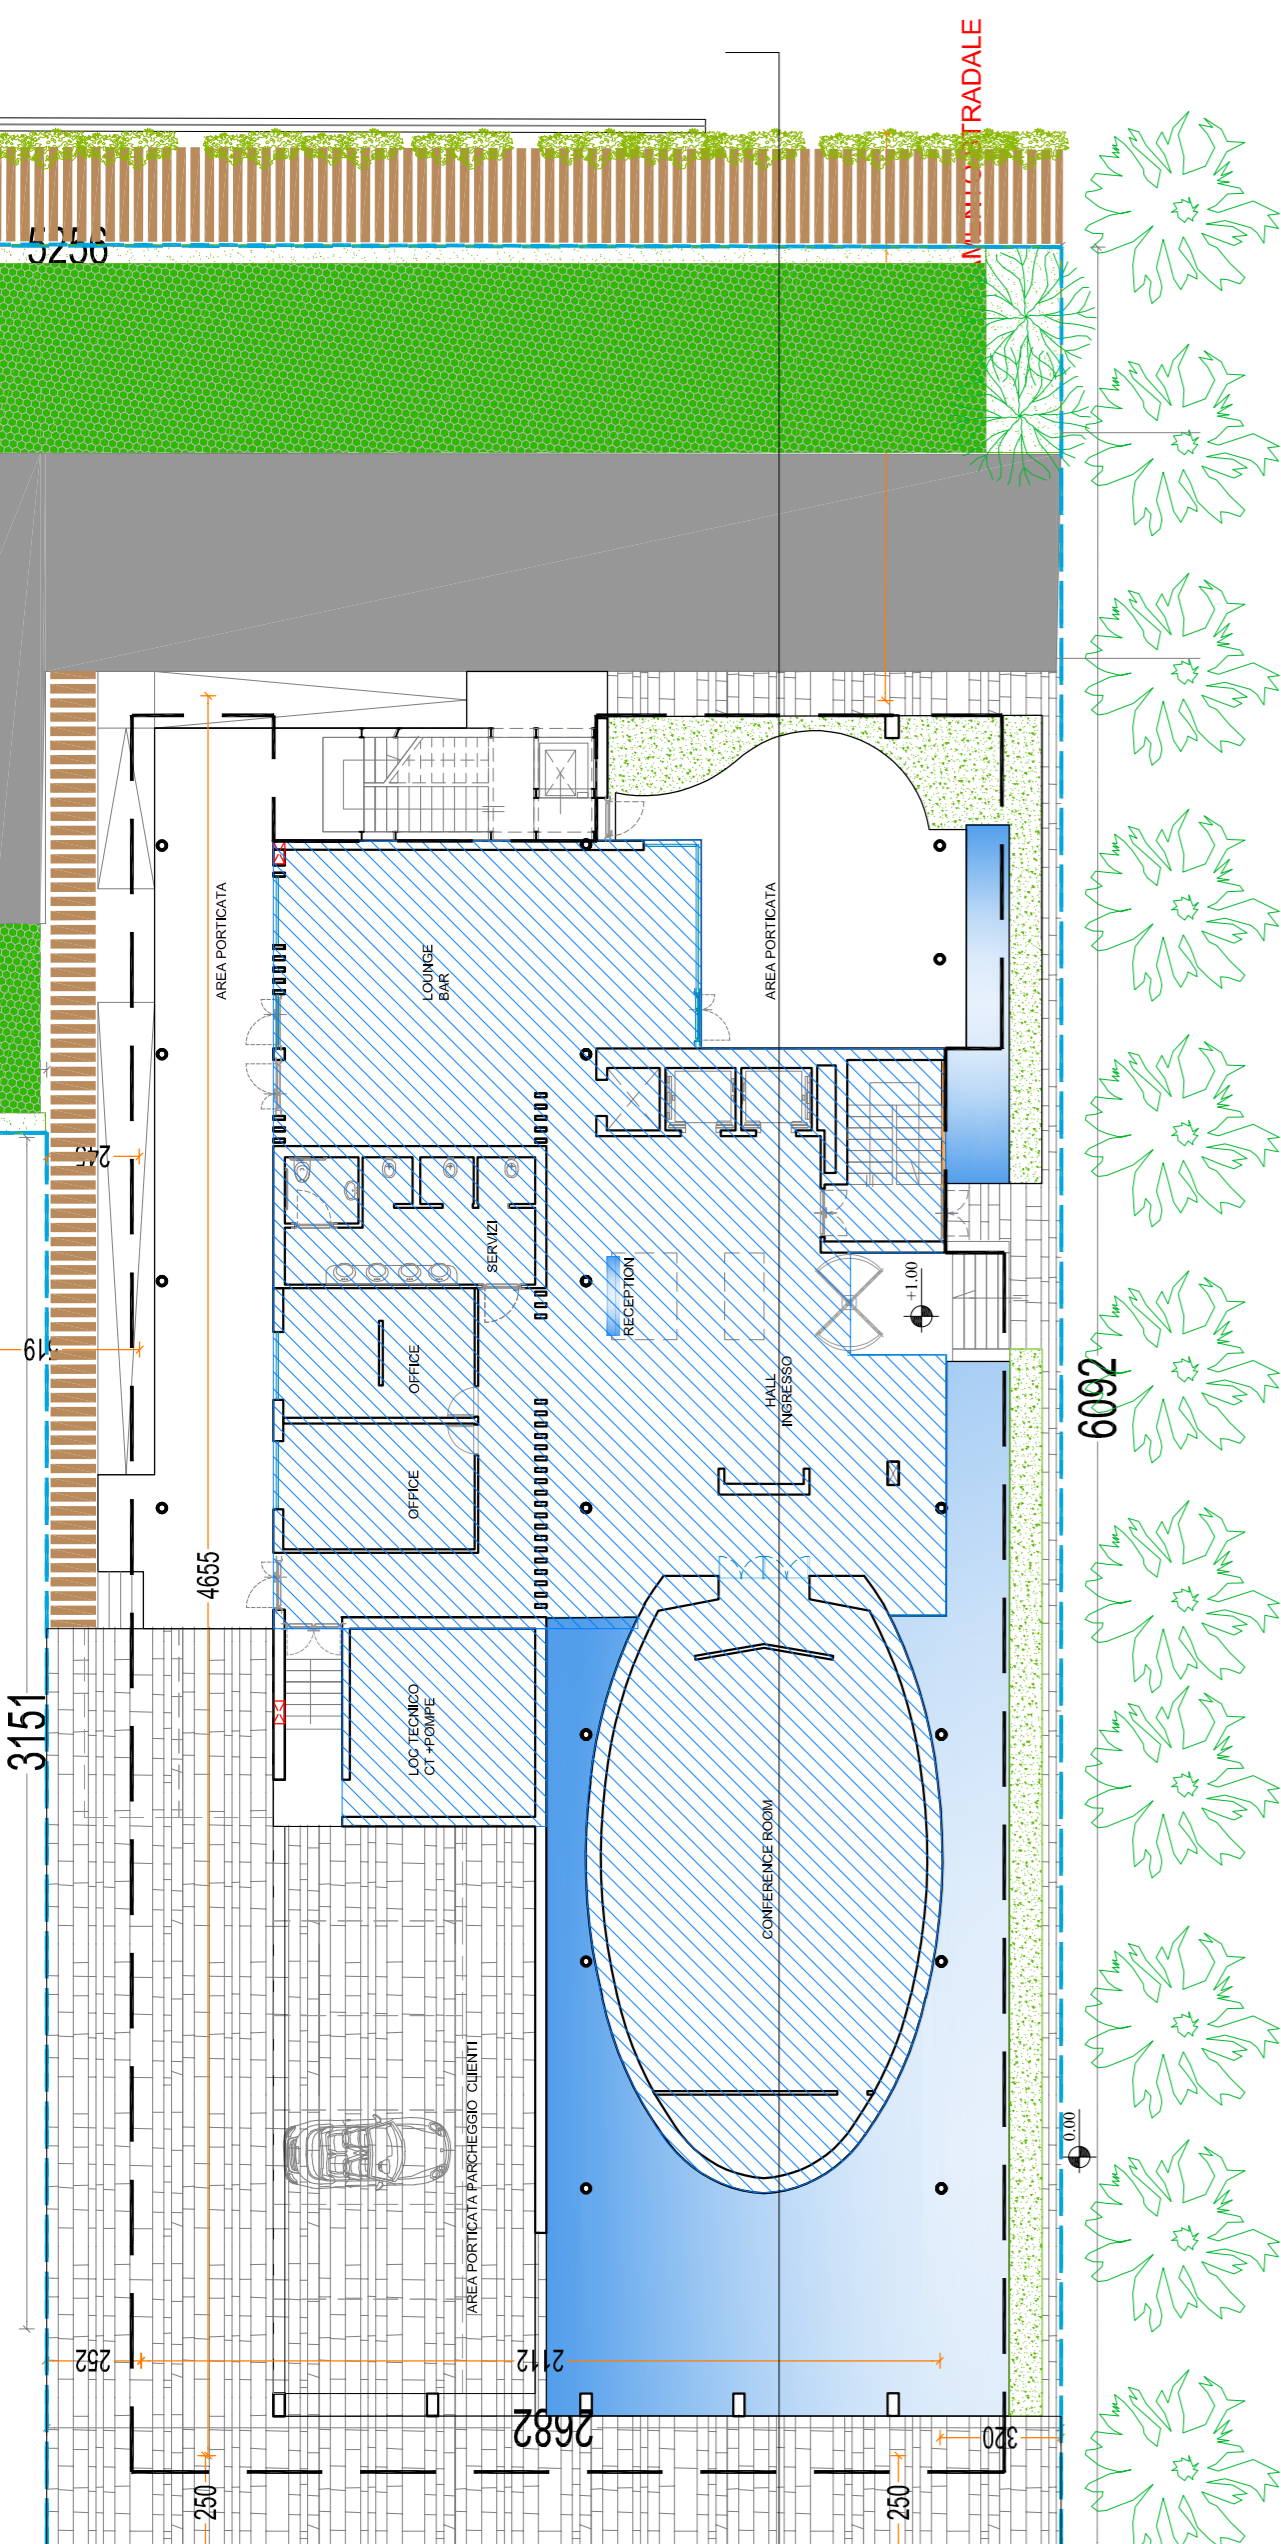 TRADALE
5256
AREA PORTICATA
LOUNGE
BAR
AREA PORTICATA
245
SERVIZI
RECEPTION
+1.00
OFFICE
HALL
INGRESSO
6092
OFFICE
4655
3151
LOC TECNICO
CT +POMPE
CONFERENCE ROOM
AREA PORTICATA PARCHEGGIO CLIENTI
0.00
252
2112
2682
320
250
250